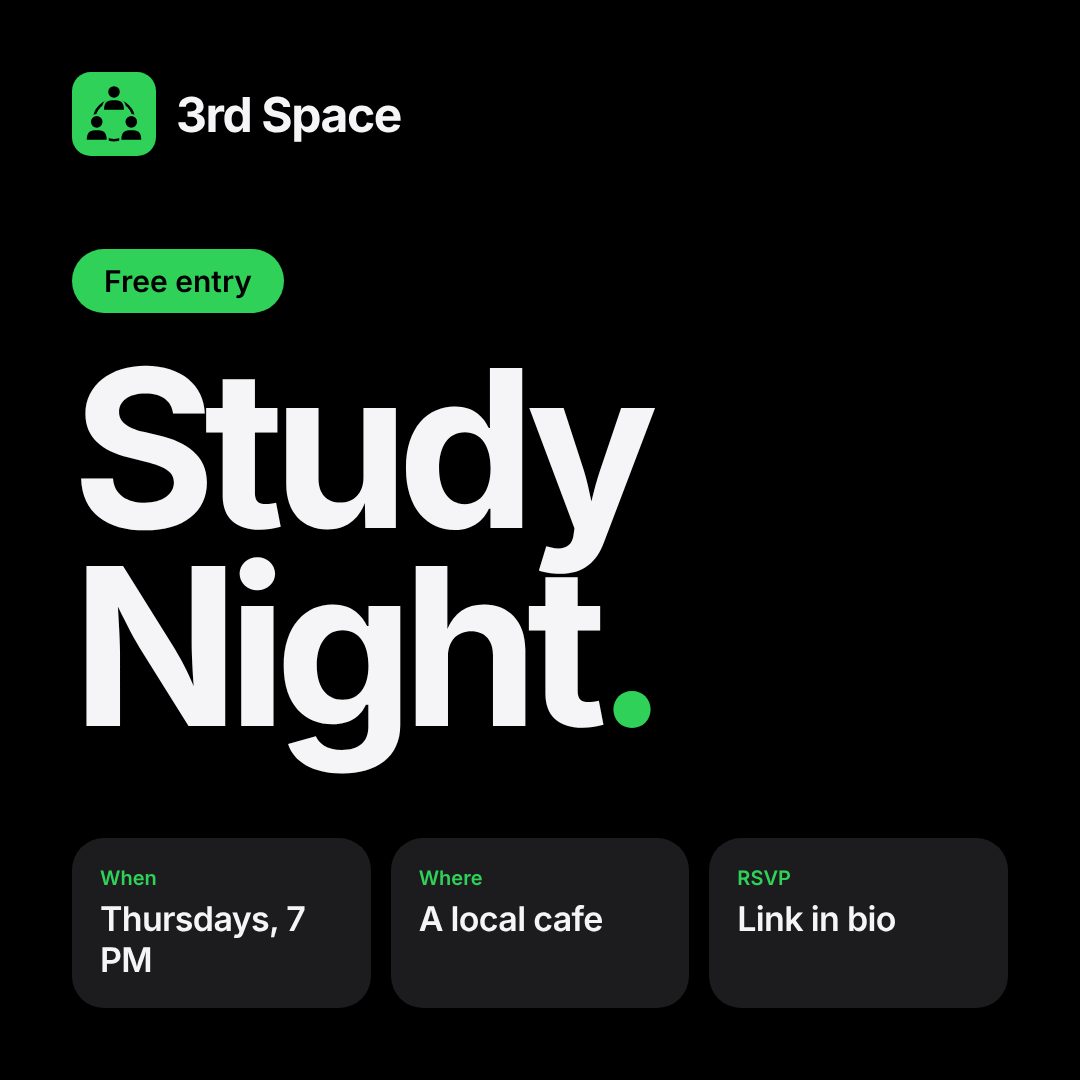 3rd Space
Free entry
Study
Night.
When
Thursdays, 7
PM
Where
A local cafe
RSVP
Link in bio